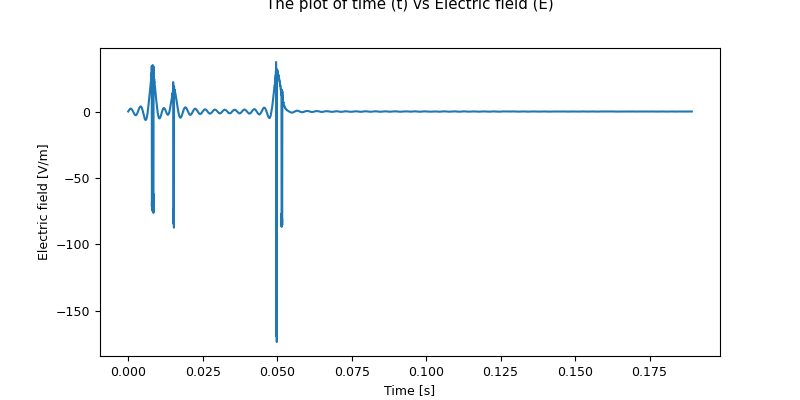 The plot of time (t) vs Electric field (E)
0
−50
−100
−150
Electric field [V/m]
0.000 0.025 0.050 0.075 0.100 0.125 0.150 0.175
Time [s]